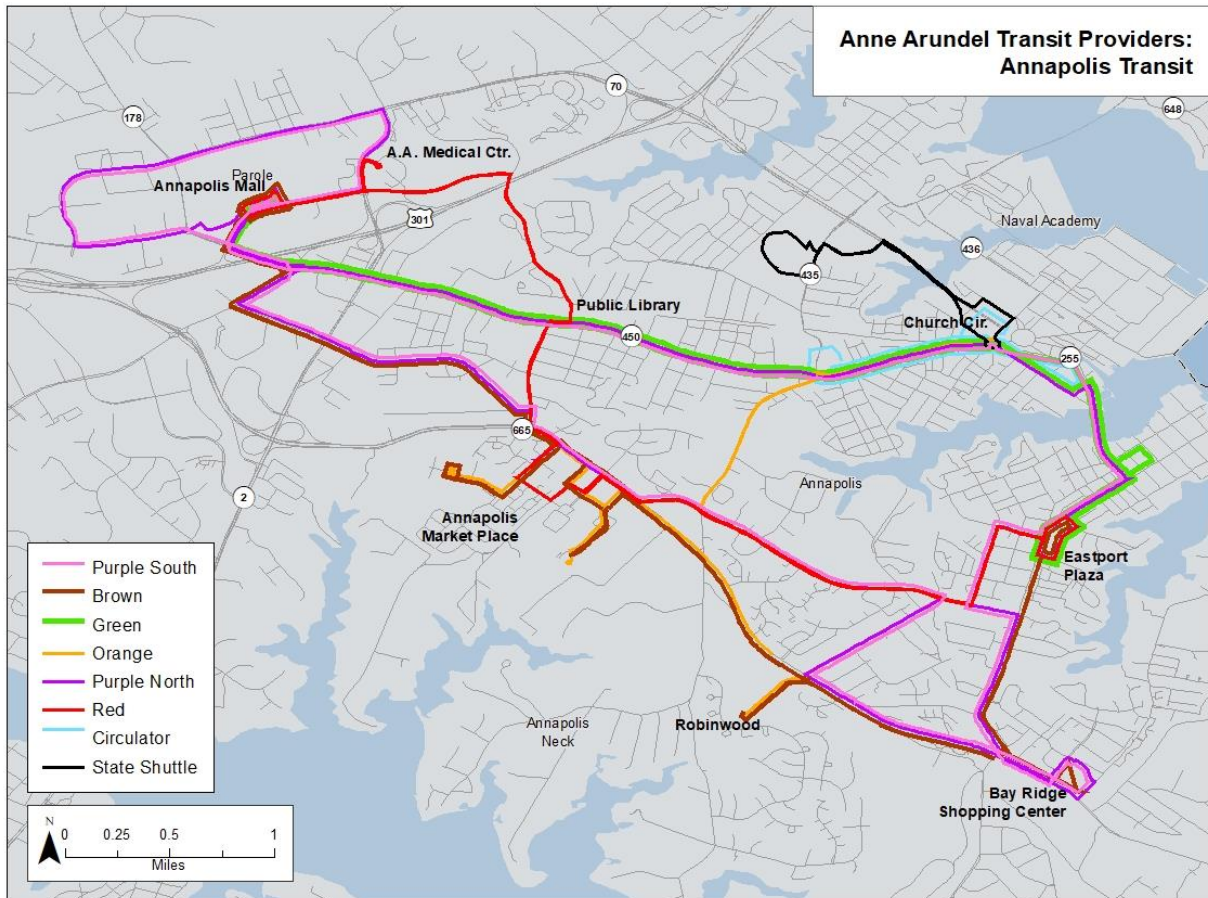 Anne Arundel Transit Providers:
Annapolis Transit
70
648
178
A.A. Medical Ctr.
Parole
Annapolis Mall
301
Naval Academy
436
435
Public Library
Church Cir.
450
255
665
2
Annapolis
Annapolis
Market Place
Eastport
Plaza
Purple South
Brown
Green
Orange
Purple North
Red
Circulator
State Shuttle
Robinwood
Annapolis
Neck
Bay Ridge
Shopping Center
N
0 0.25 0.5 1
Miles